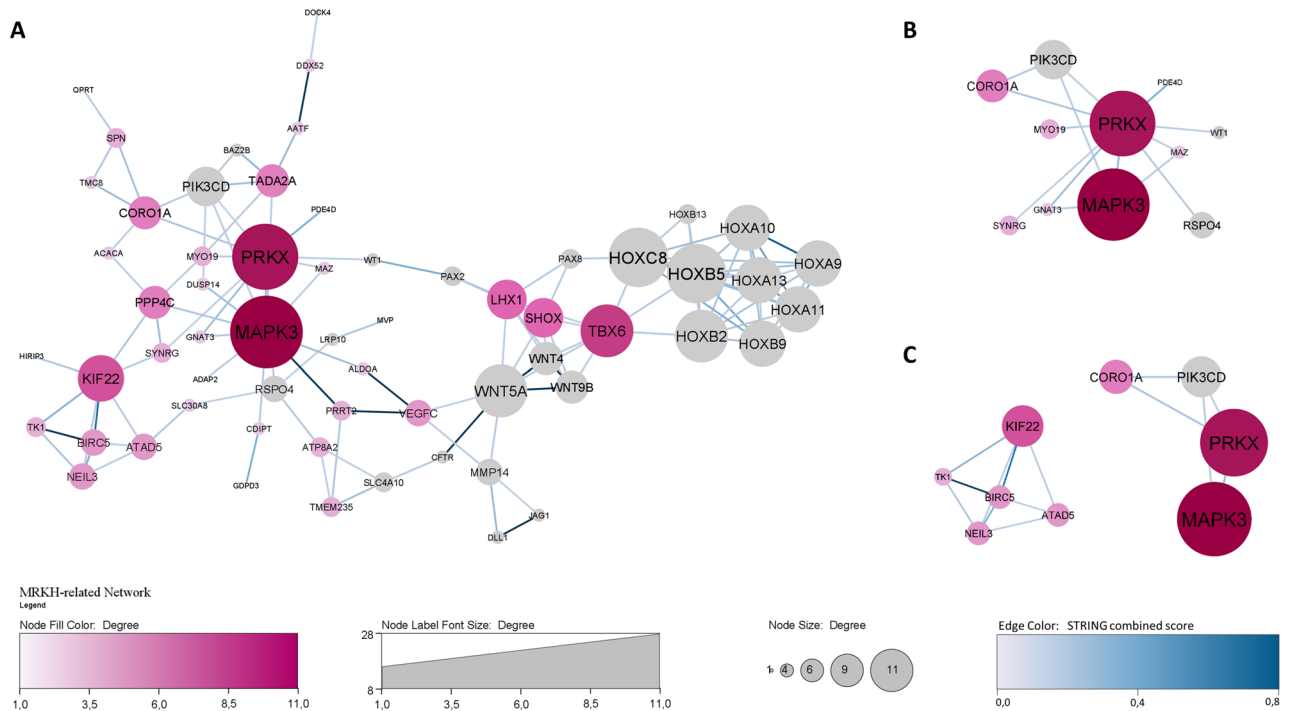 A
DOCK4
DDX52
QPRT
AATF
SPN
BAZ2B
TMC8
PIK3CD
TADA2A
CORO1A
PDE4D
HOXB13
HOXA10
ACACA
MYO19
PRKX
MAZ
WT1
PAX2
PAX8
HOXC8
HOXB5
HOXA13
HOXA9
DUSP14
PPP4C
LHX1
SHOX
HOXA11
MAPK3
TBX6
HOXB2
HOXB9
GNAT3
MVP
LRP10
SYNRG
HIRIP3
WNT4
KIF22
ADAP2
ALDOA
RSPO4
WNT5A
WNT9B
SLC30A8
PRRT2
VEGFC
TK1
BIRC5
ATAD5
CDIPT
ATP8A2
CFTR
NEIL3
GDPD3
SLC4A10
MMP14
TMEM235
JAG1
DLL1
B
PIK3CD
CORO1A
PDE4D
PRKX
MYO19
WT1
MAZ
MAPK3
GNAT3
SYNRG
RSPO4
C
CORO1A
PIK3CD
KIF22
PRKX
TK1
BIRC5
ATAD5
NEIL3
MAPK3
MRKH-related Network
Legend
Node Fill Color: Degree
1,0 3,5 6,0 8,5 11,0
Node Label Font Size: Degree
28
8
1,0 3,5 6,0 8,5 11,0
Node Size: Degree
1 4 6 9 11
Edge Color: STRING combined score
0,0 0,4 0,8